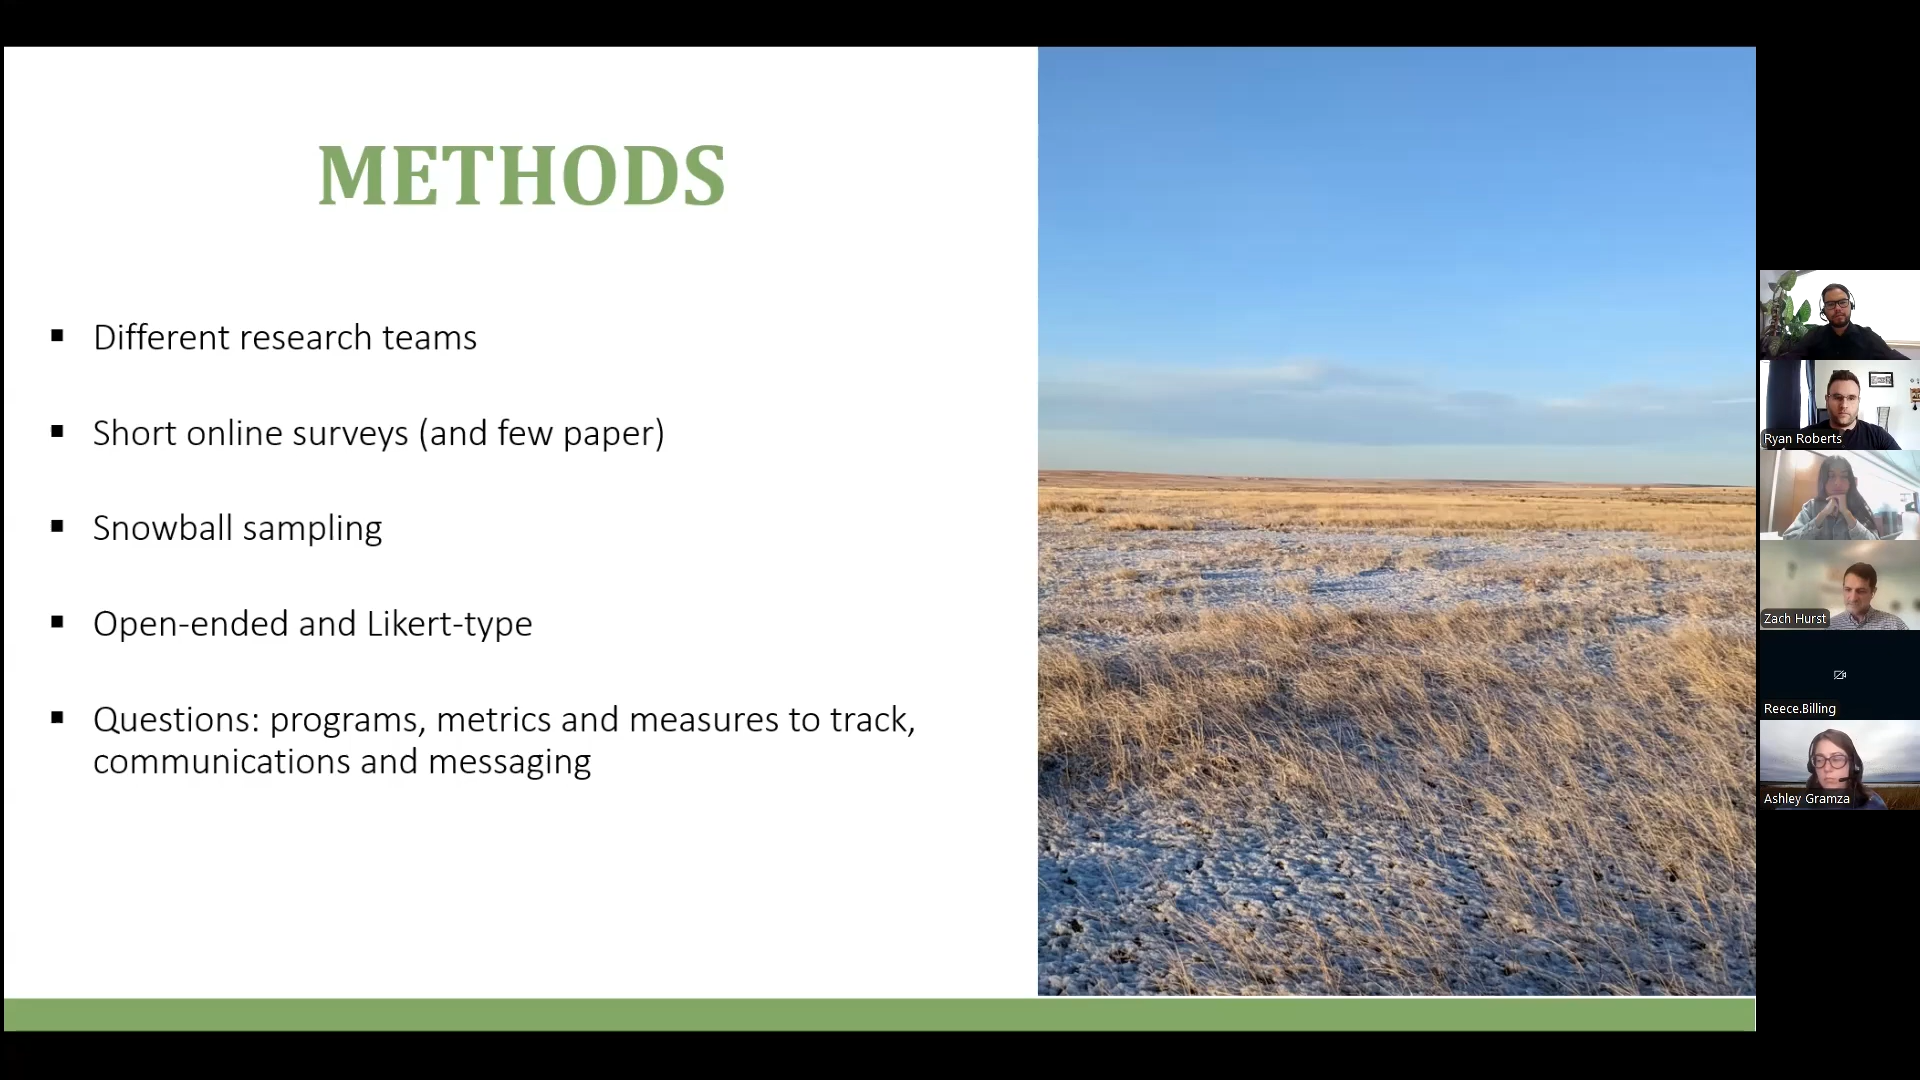 METHODS
Different research teams
Short online surveys (and few paper)
Snowball sampling
Open-ended and Likert-type
Questions: programs, metrics and measures to track,
communications and messaging
Ryan Roberts
Zach Hurst
Reece.Billing
Ashley Gramza